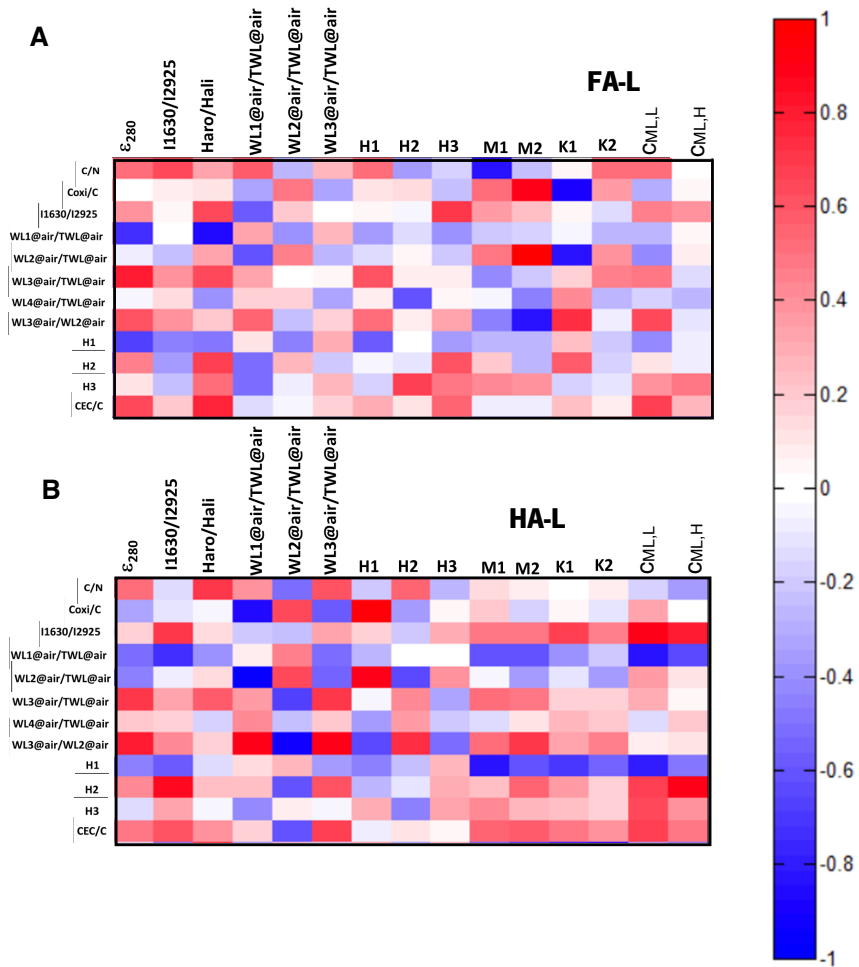 A
FA-L
ε280 I1630/I2925 Haro/Hali WL1@air/TWL@air WL2@air/TWL@air WL3@air/TWL@air H1 H2 H3 M1 M2 K1 K2 CML,L CML,H
C/N
Coxi/C
I1630/I2925
WL1@air/TWL@air
WL2@air/TWL@air
WL3@air/TWL@air
WL4@air/TWL@air
WL3@air/WL2@air
H1
H2
H3
CEC/C
B
HA-L
ε280 I1630/I2925 Haro/Hali WL1@air/TWL@air WL2@air/TWL@air WL3@air/TWL@air H1 H2 H3 M1 M2 K1 K2 CML,L CML,H
C/N
Coxi/C
I1630/I2925
WL1@air/TWL@air
WL2@air/TWL@air
WL3@air/TWL@air
WL4@air/TWL@air
WL3@air/WL2@air
H1
H2
H3
CEC/C
1
0.8
0.6
0.4
0.2
0
-0.2
-0.4
-0.6
-0.8
-1